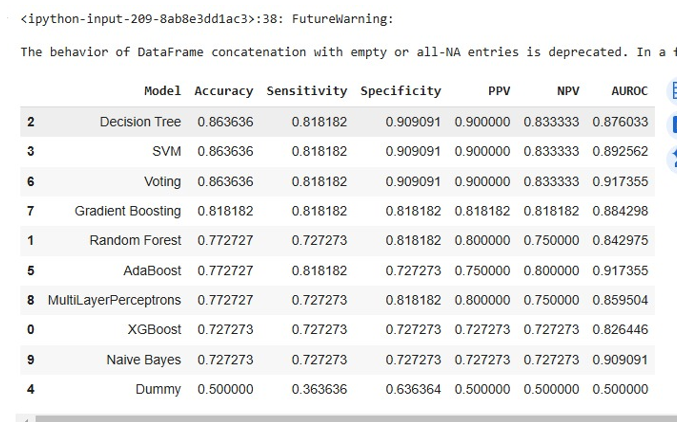 <ipython-input-209-8ab8e3dd1ac3>:38: FutureWarning:
The behavior of DataFrame concatenation with empty or all-NA entries is deprecated. In a f
Model Accuracy Sensitivity Specificity PPV NPV AUROC
2 Decision Tree 0.863636 0.818182 0.909091 0.900000 0.833333 0.876033
3 SVM 0.863636 0.818182 0.909091 0.900000 0.833333 0.892562
6 Voting 0.863636 0.818182 0.909091 0.900000 0.833333 0.917355
7 Gradient Boosting 0.818182 0.818182 0.818182 0.818182 0.818182 0.884298
1 Random Forest 0.772727 0.727273 0.818182 0.800000 0.750000 0.842975
5 AdaBoost 0.772727 0.818182 0.727273 0.750000 0.800000 0.917355
8 MultiLayerPerceptrons 0.772727 0.727273 0.818182 0.800000 0.750000 0.859504
0 XGBoost 0.727273 0.727273 0.727273 0.727273 0.727273 0.826446
9 Naive Bayes 0.727273 0.727273 0.727273 0.727273 0.727273 0.909091
4 Dummy 0.500000 0.363636 0.636364 0.500000 0.500000 0.500000